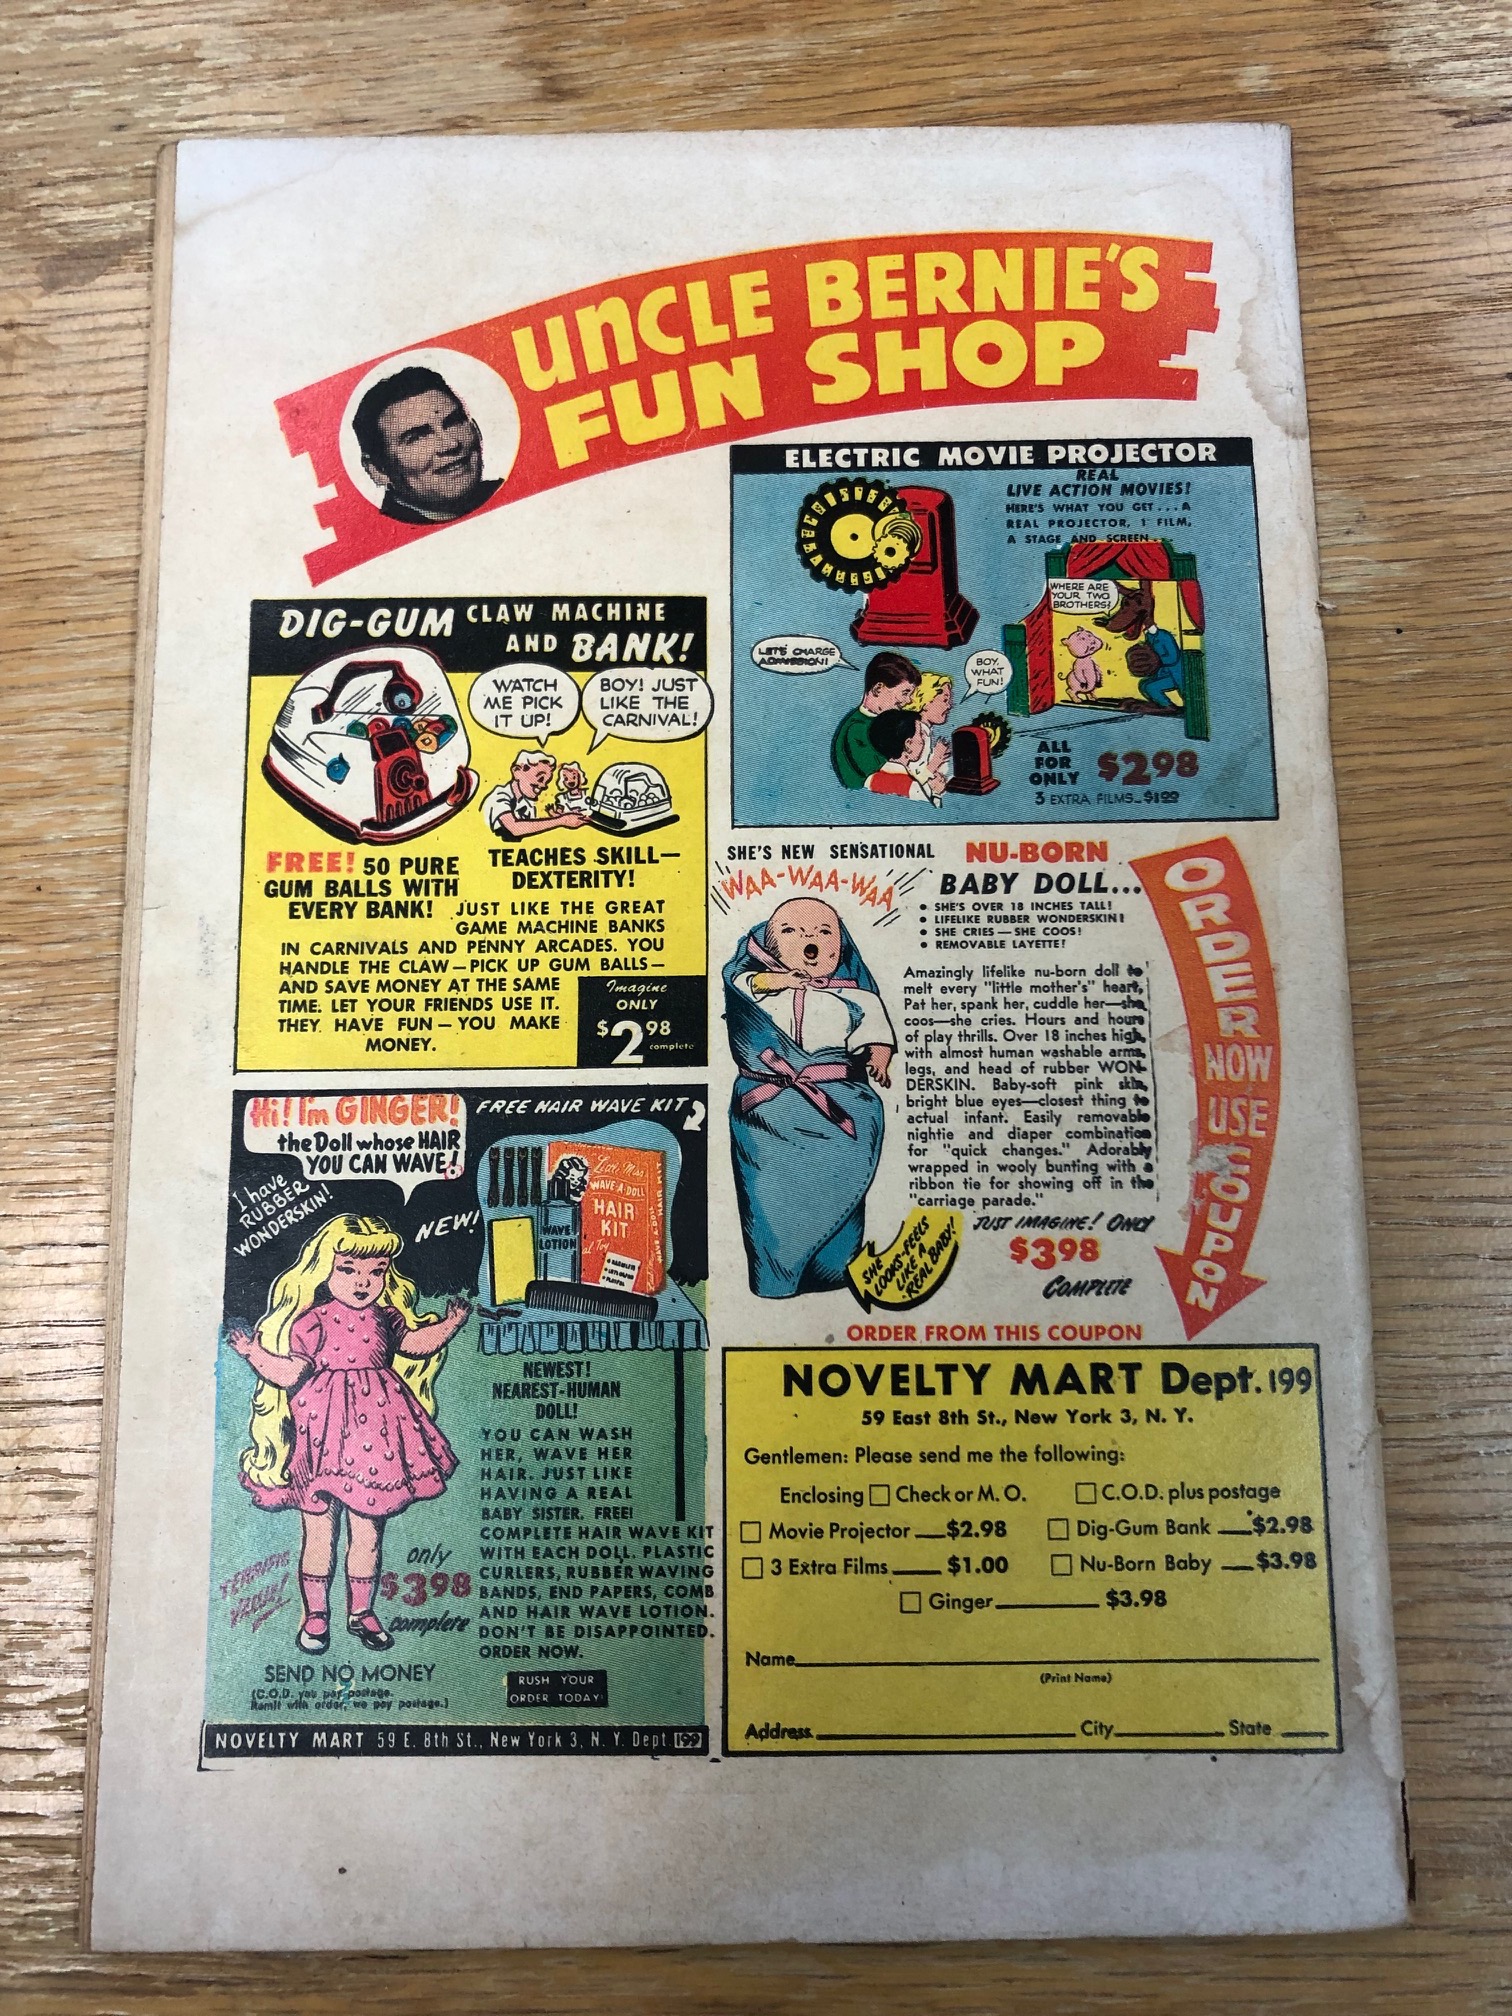 UNCLE BERNIE'S
FUN SHOP
DIG-GUM CLAW MACHINE
AND BANK!
WATCH
ME PICK
IT UP!
BOY! JUST
LIKE THE
CARNIVAL!
FREE! 50 PURE
GUM BALLS WITH
EVERY BANK!
TEACHES SKILL—
DEXTERITY!
JUST LIKE THE GREAT
GAME MACHINE BANKS
IN CARNIVALS AND PENNY ARCADES. YOU
HANDLE THE CLAW—PICK UP GUM BALLS—
AND SAVE MONEY AT THE SAME
TIME. LET YOUR FRIENDS USE IT.
THEY HAVE FUN—YOU MAKE
MONEY.
Imagine
ONLY
$2.98
complete
ELECTRIC MOVIE PROJECTOR
REAL
LIVE ACTION MOVIES!
HERE'S WHAT YOU GET...A
REAL PROJECTOR, 1 FILM,
A STAGE AND SCREEN..
WHERE ARE
YOUR TWO
BROTHERS?
LET'S CHARGE
ADMISSION!
BOY,
WHAT
FUN!
ALL
FOR
ONLY
$2.98
3 EXTRA FILMS—$1.00
SHE'S NEW SENSATIONAL
WAA-WAA-WAA
NU-BORN
BABY DOLL...
• SHE'S OVER 18 INCHES TALL!
• LIFELIKE RUBBER WONDERSKIN!
• SHE CRIES—SHE COOS!
• REMOVABLE LAYETTE!
Amazingly lifelike nu-born doll to
melt every "little mother's" heart.
Pat her, spank her, cuddle her—she
coos—she cries. Hours and hours
of play thrills. Over 18 inches high,
with almost human washable arms,
legs, and head of rubber WON-
DERSKIN. Baby-soft pink skin,
bright blue eyes—closest thing to
actual infant. Easily removable
nightie and diaper combination
for "quick changes." Adorably
wrapped in wooly bunting with a
ribbon tie for showing off in the
"carriage parade."
SHE
LOOKS-FEELS
LIKE A
REAL BABY!
JUST IMAGINE! ONLY
$3.98
COMPLETE
ORDER NOW USE COUPON
Hi! I'm GINGER!
the Doll whose HAIR
YOU CAN WAVE!
I have
RUBBER
WONDERSKIN!
NEW!
FREE HAIR WAVE KIT
WAVE
LOTION
WAVE-A-DOLL
HAIR
KIT
NEWEST!
NEAREST-HUMAN
DOLL!
YOU CAN WASH
HER, WAVE HER
HAIR. JUST LIKE
HAVING A REAL
BABY SISTER. FREE!
COMPLETE HAIR WAVE KIT
WITH EACH DOLL. PLASTIC
CURLERS, RUBBER WAVING
BANDS, END PAPERS, COMB
AND HAIR WAVE LOTION.
DON'T BE DISAPPOINTED.
ORDER NOW.
TERRIFIC
VALUE!
only
$3.98
complete
SEND NO MONEY
(C.O.D. you pay postage.
Remit with order, we pay postage.)
RUSH YOUR
ORDER TODAY!
NOVELTY MART 59 E. 8th St., New York 3, N. Y. Dept. 199
ORDER FROM THIS COUPON
NOVELTY MART Dept. 199
59 East 8th St., New York 3, N. Y.
Gentlemen: Please send me the following:
Enclosing □ Check or M. O. □ C.O.D. plus postage
□ Movie Projector $2.98 □ Dig-Gum Bank $2.98
□ 3 Extra Films $1.00 □ Nu-Born Baby $3.98
□ Ginger $3.98
Name
(Print Name)
Address City State